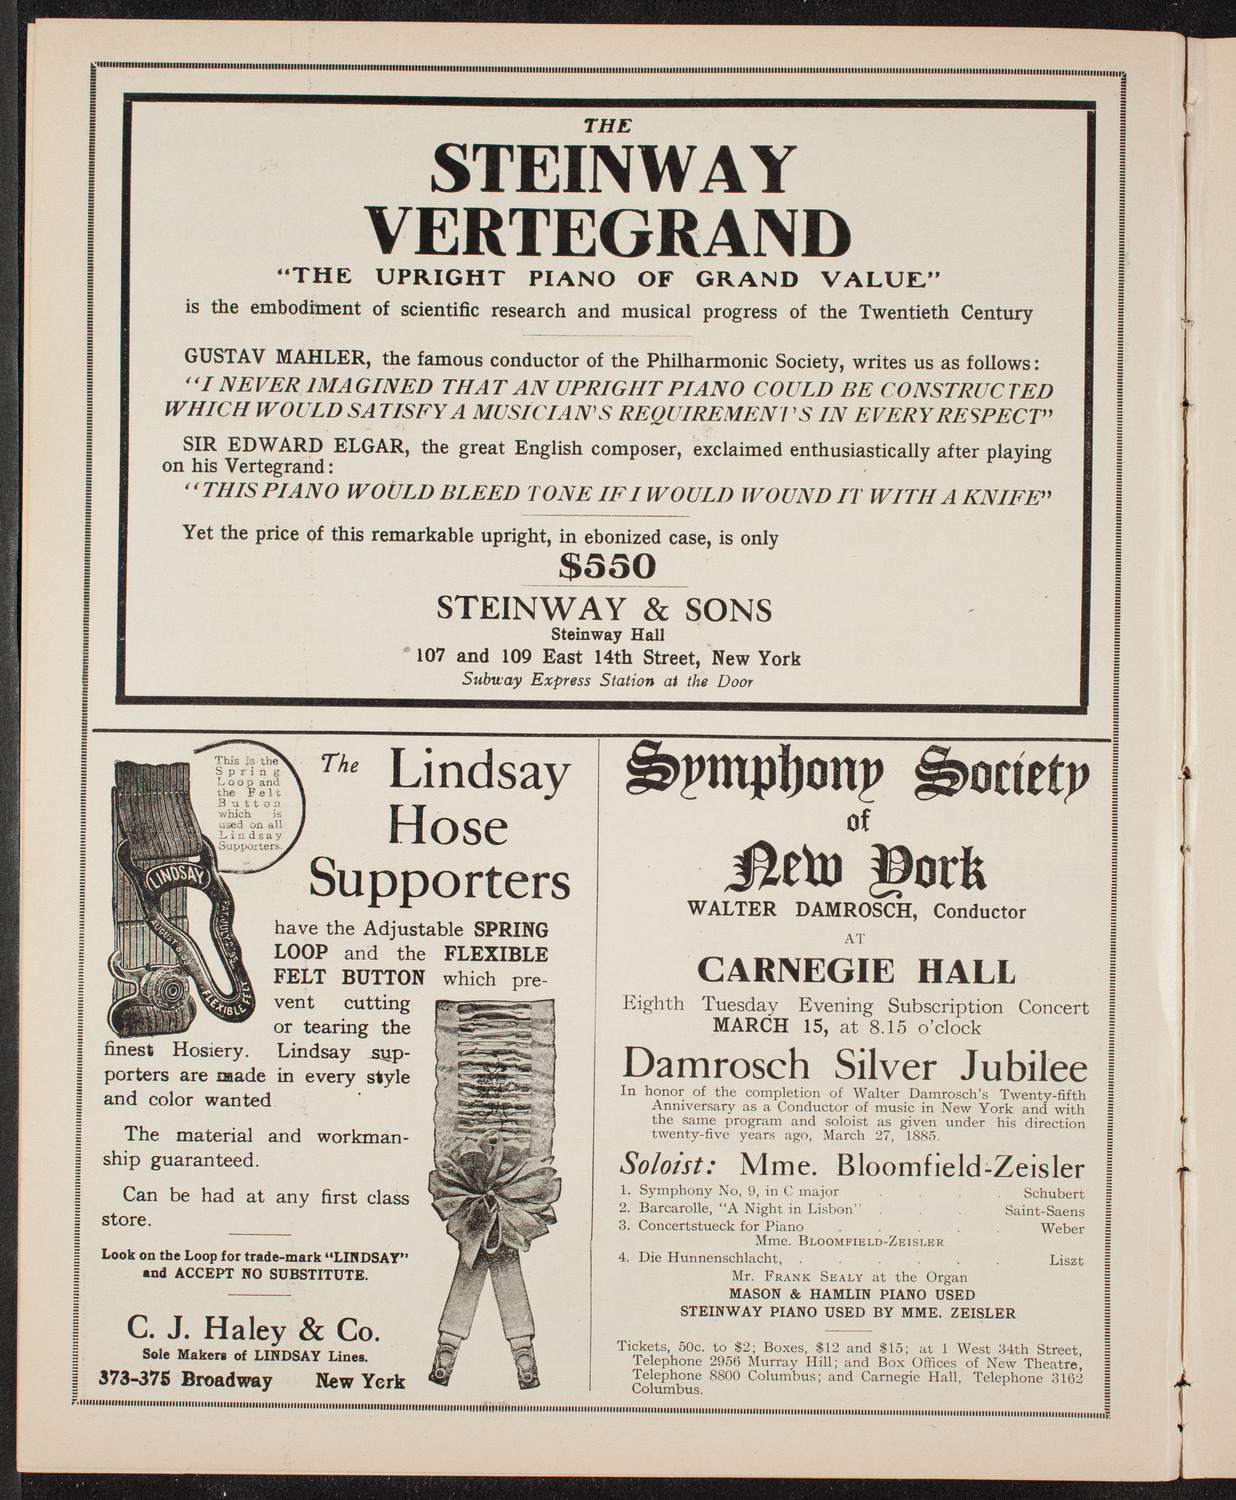 THE
STEINWAY
VERTEGRAND
“THE UPRIGHT PIANO OF GRAND VALUE”
is the embodiment of scientific research and musical progress of the Twentieth Century
GUSTAV MAHLER, the famous conductor of the Philharmonic Society, writes us as follows:
“I NEVER IMAGINED THAT AN UPRIGHT PIANO COULD BE CONSTRUCTED
WHICH WOULD SATISFY A MUSICIAN'S REQUIREMENT'S IN EVERY RESPECT”
SIR EDWARD ELGAR, the great English composer, exclaimed enthusiastically after playing
on his Vertegrand:
“THIS PIANO WOULD BLEED TONE IF I WOULD WOUND IT WITH A KNIFE”
Yet the price of this remarkable upright, in ebonized case, is only
$550
STEINWAY & SONS
Steinway Hall
107 and 109 East 14th Street, New York
Subway Express Station at the Door
This is the
Spring
Loop and
the Felt
Button
which is
used on all
Lindsay
Supporters.
LINDSAY
PAT. JULY 2, '95.
AUGUST 8, '99
FLEXIBLE FELT
The Lindsay
Hose
Supporters
have the Adjustable SPRING
LOOP and the FLEXIBLE
FELT BUTTON which pre-
vent cutting
or tearing the
finest Hosiery. Lindsay sup-
porters are made in every style
and color wanted
The material and workman-
ship guaranteed.
Can be had at any first class
store.
Look on the Loop for trade-mark “LINDSAY”
and ACCEPT NO SUBSTITUTE.
C. J. Haley & Co.
Sole Makers of LINDSAY Lines.
373-375 Broadway New York
Symphony Society
of
New York
WALTER DAMROSCH, Conductor
AT
CARNEGIE HALL
Eighth Tuesday Evening Subscription Concert
MARCH 15, at 8.15 o'clock
Damrosch Silver Jubilee
In honor of the completion of Walter Damrosch's Twenty-fifth
Anniversary as a Conductor of music in New York and with
the same program and soloist as given under his direction
twenty-five years ago, March 27, 1885.
Soloist: Mme. Bloomfield-Zeisler
1. Symphony No, 9, in C major . . . . Schubert
2. Barcarolle, “A Night in Lisbon” . . . Saint-Saens
3. Concertstueck for Piano . . . . . Weber
Mme. BLOOMFIELD-ZEISLER
4. Die Hunnenschlacht, . . . . . . Liszt
Mr. FRANK SEALY at the Organ
MASON & HAMLIN PIANO USED
STEINWAY PIANO USED BY MME. ZEISLER
Tickets, 50c. to $2; Boxes, $12 and $15; at 1 West 34th Street,
Telephone 2956 Murray Hill; and Box Offices of New Theatre,
Telephone 8800 Columbus; and Carnegie Hall, Telephone 3162
Columbus.